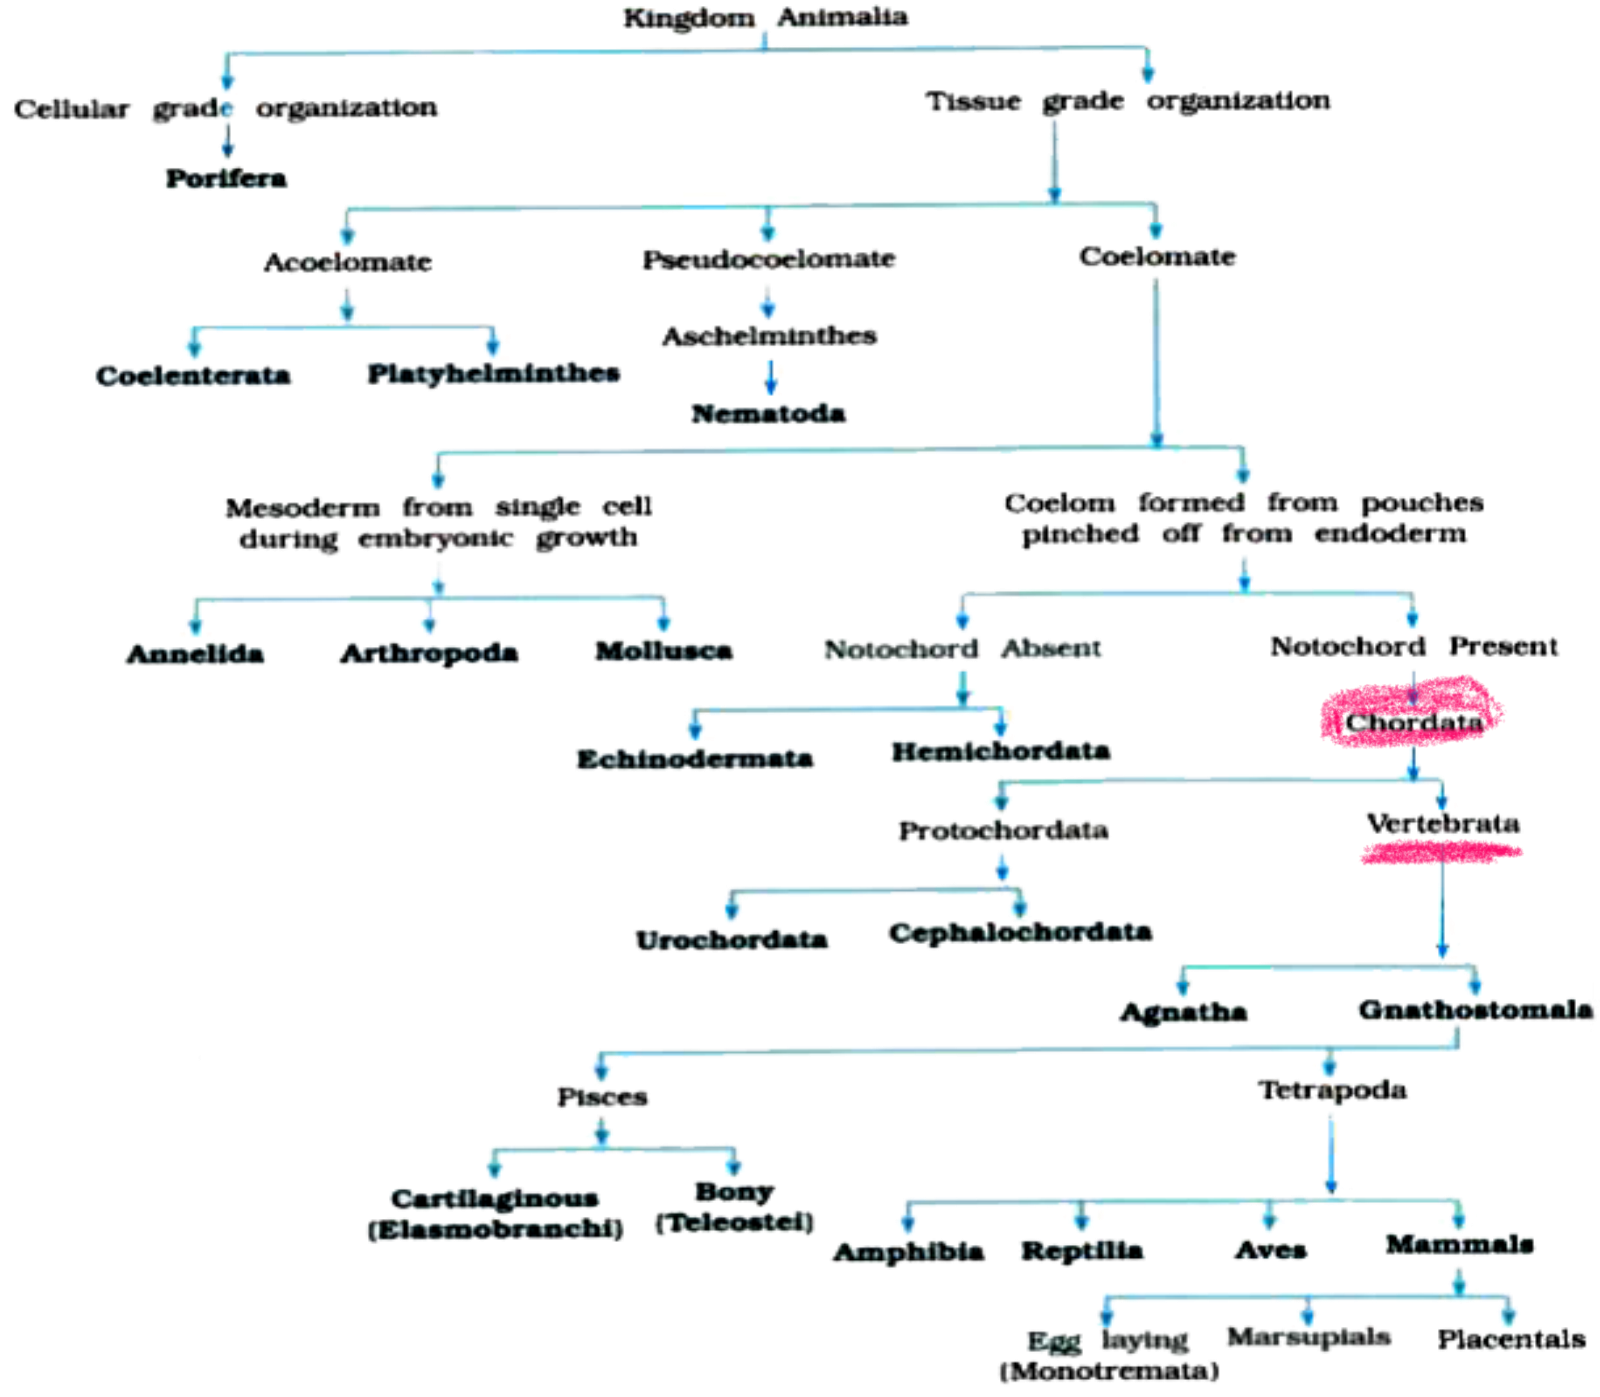 Kingdom Animalia
Cellular grade organization
Tissue grade organization
Porifera
Acoelomate
Pseudocoelomate
Coelomate
Aschelminthes
Coelenterata
Platyhelminthes
Nematoda
Mesoderm from single cell
during embryonic growth
Coelom formed from pouches
pinched off from endoderm
Annelida
Arthropoda
Mollusca
Notochord Absent
Notochord Present
Chordata
Echinodermata
Hemichordata
Protochordata
Vertebrata
Urochordata
Cephalochordata
Agnatha
Gnathostomala
Pisces
Tetrapoda
Cartilaginous
(Elasmobranchi)
Bony
(Teleostei)
Amphibia
Reptilia
Aves
Mammals
Egg laying
(Monotremata)
Marsupials
Placentals